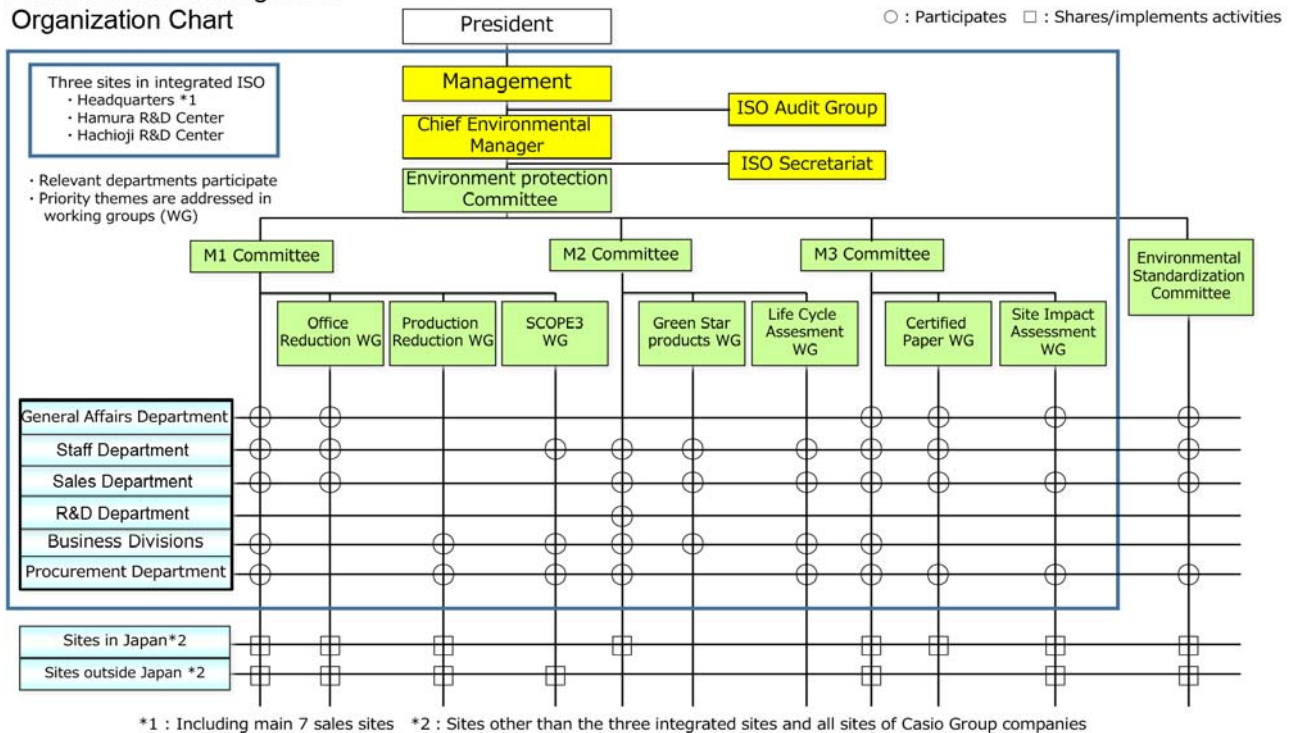 Organization Chart
President
○ : Participates □ : Shares/implements activities
Three sites in integrated ISO
・Headquarters *1
・Hamura R&D Center
・Hachioji R&D Center
Management
ISO Audit Group
Chief Environmental
Manager
ISO Secretariat
・Relevant departments participate
・Priority themes are addressed in
working groups (WG)
Environment protection
Committee
M1 Committee
M2 Committee
M3 Committee
Environmental
Standardization
Committee
Office
Reduction WG
Production
Reduction WG
SCOPE3
WG
Green Star
products WG
Life Cycle
Assesment
WG
Certified
Paper WG
Site Impact
Assessment
WG
General Affairs Department
Staff Department
Sales Department
R&D Department
Business Divisions
Procurement Department
Sites in Japan*2
Sites outside Japan *2
*1 : Including main 7 sales sites *2 : Sites other than the three integrated sites and all sites of Casio Group companies